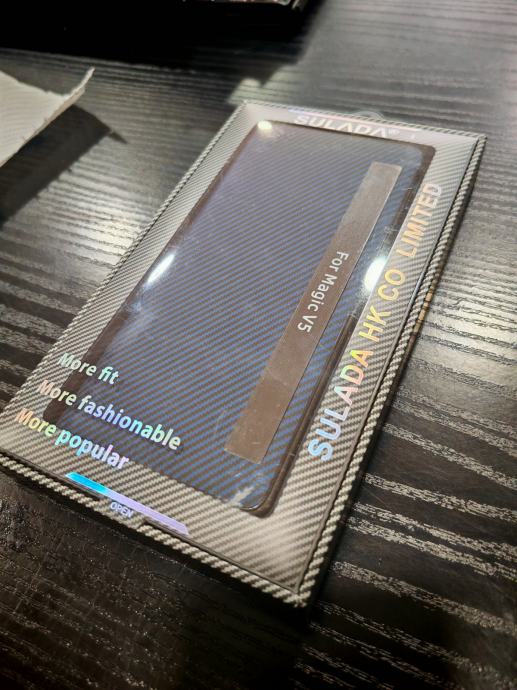 SULADA®
SULADA HK CO LIMITED
For Magic V5
More fit
More fashionable
More popular
OPEN